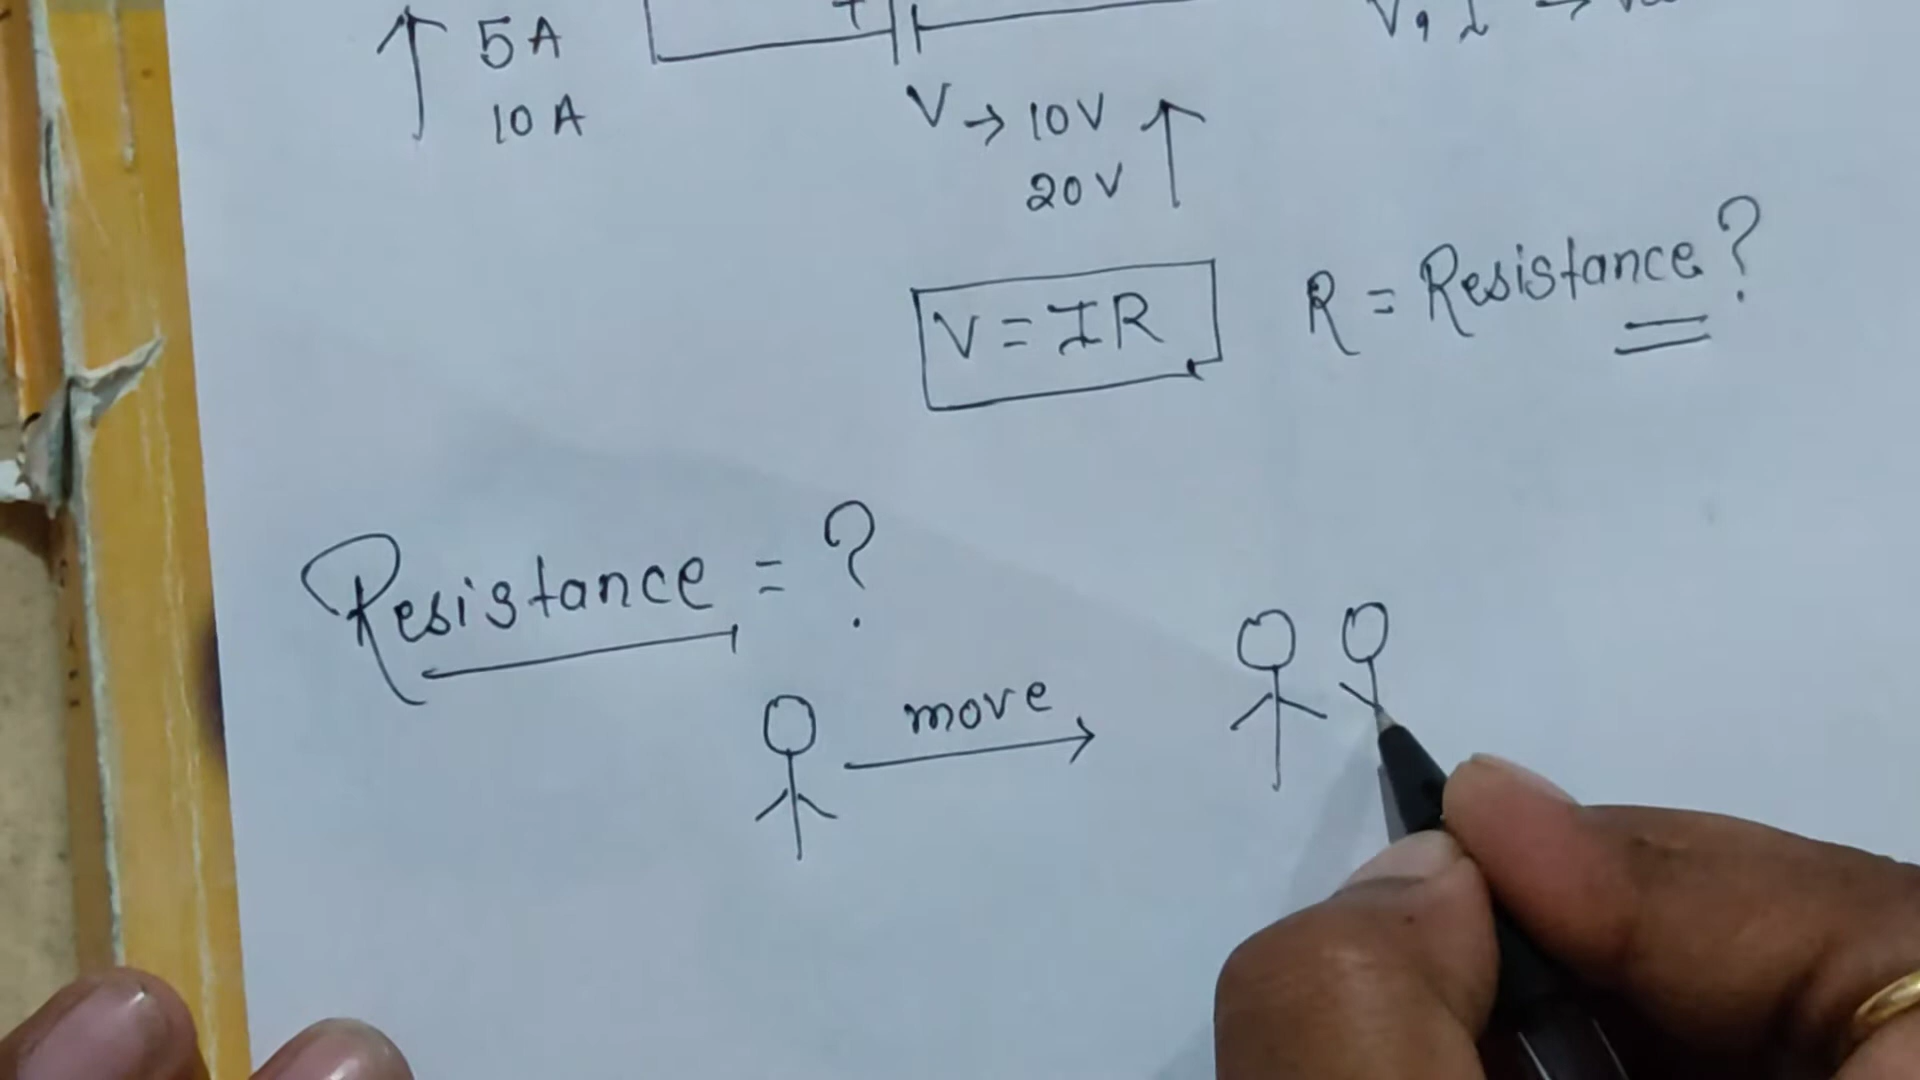 5A
10A
+
V → 10V
20V
V = IR
R = Resistance?
Resistance = ?
move